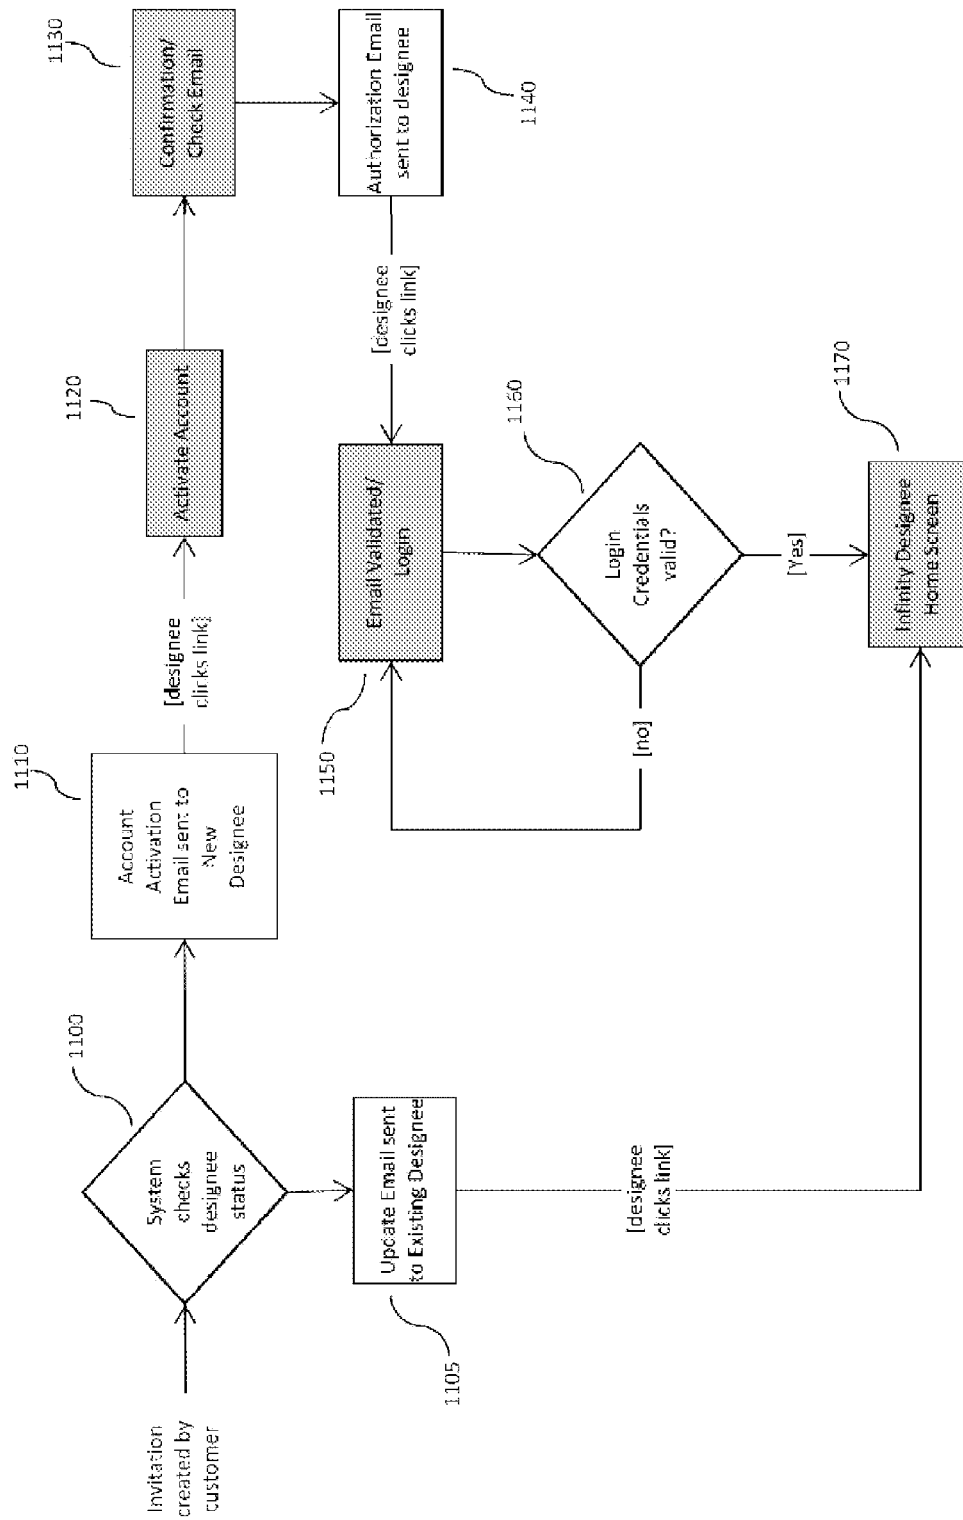 Invitation
created by
customer
System
checks
designee
status
1100
Account
Activation
Email sent to
New
Designee
1110
[designee
clicks link]
Activate Account
1120
Confirmation/
Check Email
1130
Update Email sent
to Existing Designee
1105
Authorization Email
sent to designee
1140
[designee
clicks link]
Email Validated/
Login
1150
Login
Credentials
valid?
1160
[no]
[Yes]
[designee
clicks link]
Infinity Designee
Home Screen
1170